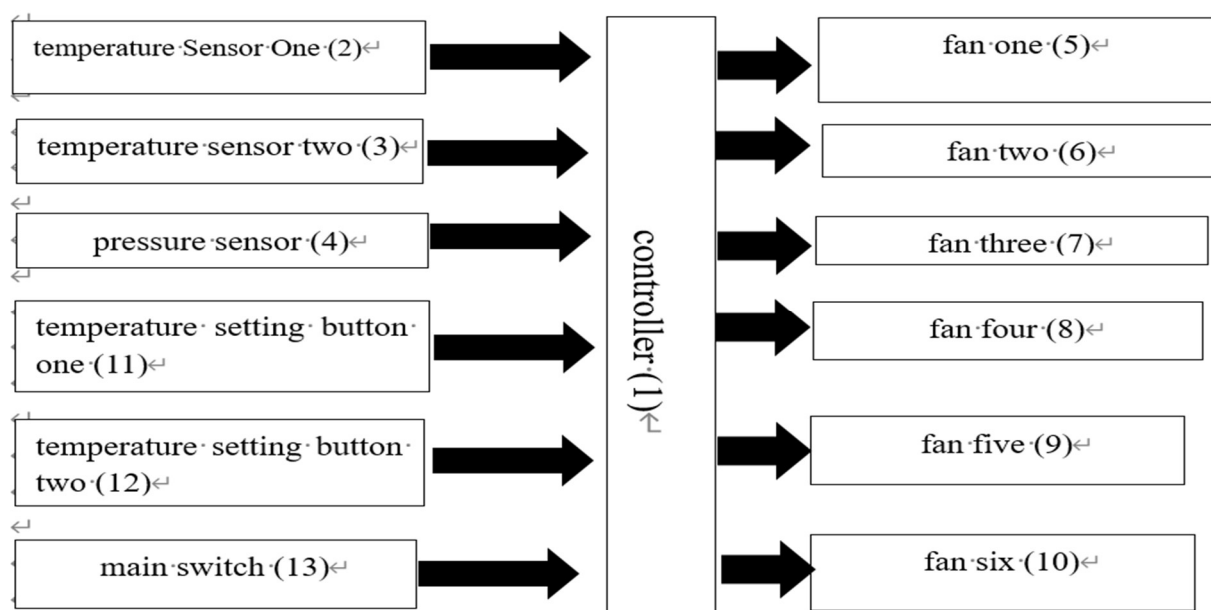 temperature Sensor One (2)
temperature sensor two (3)
pressure sensor (4)
temperature setting button
one (11)
temperature setting button
two (12)
main switch (13)
controller (1)
fan one (5)
fan two (6)
fan three (7)
fan four (8)
fan five (9)
fan six (10)